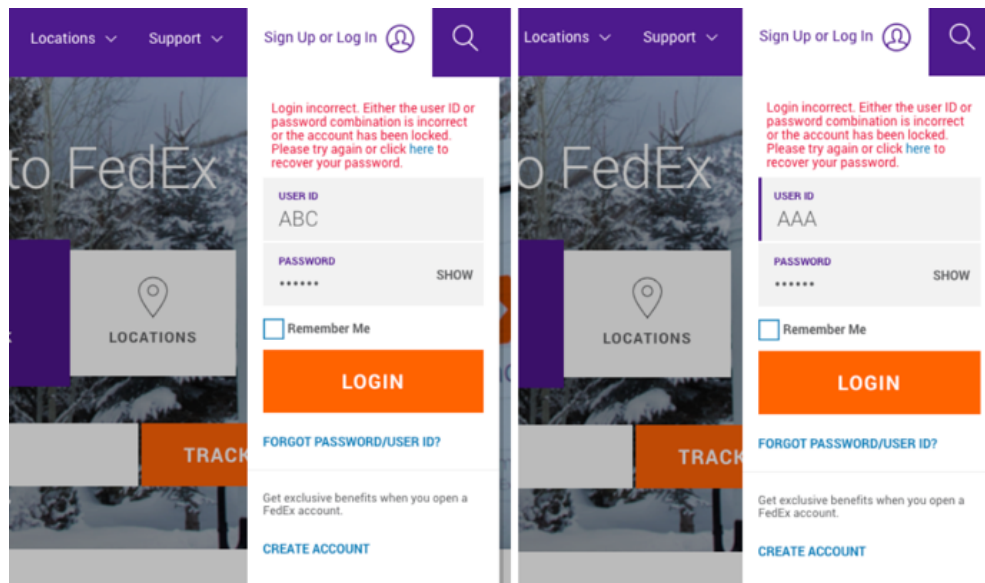 Locations
Support
Sign Up or Log In
Login incorrect. Either the user ID or
password combination is incorrect
or the account has been locked.
Please try again or click here to
recover your password.
to FedEx
USER ID
ABC
PASSWORD
••••••
SHOW
LOCATIONS
Remember Me
LOGIN
FORGOT PASSWORD/USER ID?
TRACK
Get exclusive benefits when you open a
FedEx account.
CREATE ACCOUNT
Locations
Support
Sign Up or Log In
Login incorrect. Either the user ID or
password combination is incorrect
or the account has been locked.
Please try again or click here to
recover your password.
o FedEx
USER ID
AAA
PASSWORD
••••••
SHOW
LOCATIONS
Remember Me
LOGIN
FORGOT PASSWORD/USER ID?
TRACK
Get exclusive benefits when you open a
FedEx account.
CREATE ACCOUNT